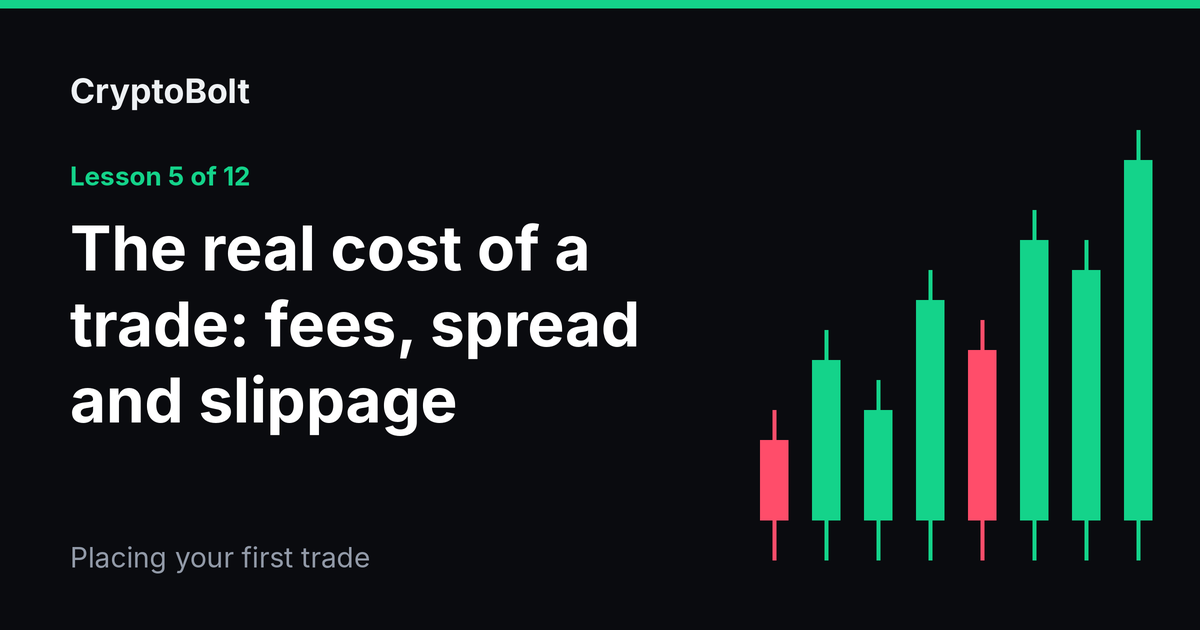 CryptoBolt
Lesson 5 of 12
The real cost of a
trade: fees, spread
and slippage
Placing your first trade